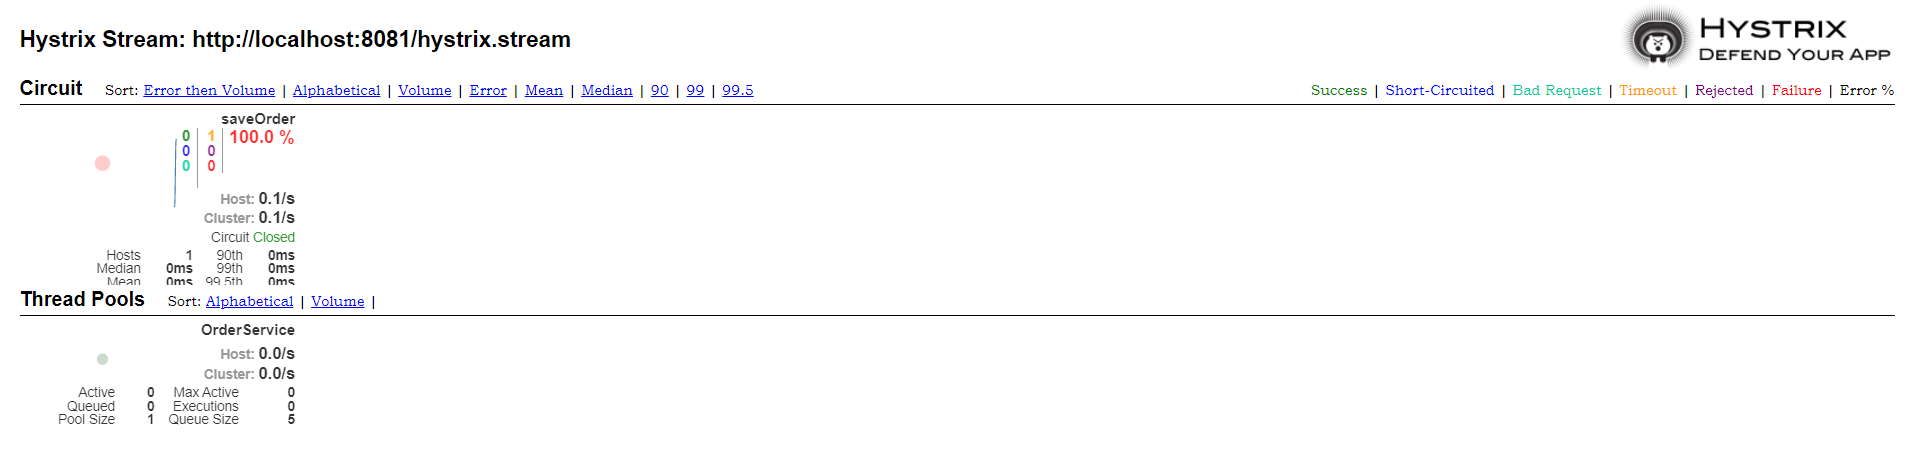 Hystrix Stream: http://localhost:8081/hystrix.stream
HYSTRIX
DEFEND YOUR APP
Circuit Sort: Error then Volume | Alphabetical | Volume | Error | Mean | Median | 90 | 99 | 99.5
Success | Short-Circuited | Bad Request | Timeout | Rejected | Failure | Error %
saveOrder
0 1 100.0 %
0 0
0 0
Host: 0.1/s
Cluster: 0.1/s
Circuit Closed
Hosts 1 90th 0ms
Median 0ms 99th 0ms
Mean 0ms 99.5th 0ms
Thread Pools Sort: Alphabetical | Volume |
OrderService
Host: 0.0/s
Cluster: 0.0/s
Active 0 Max Active 0
Queued 0 Executions 0
Pool Size 1 Queue Size 5